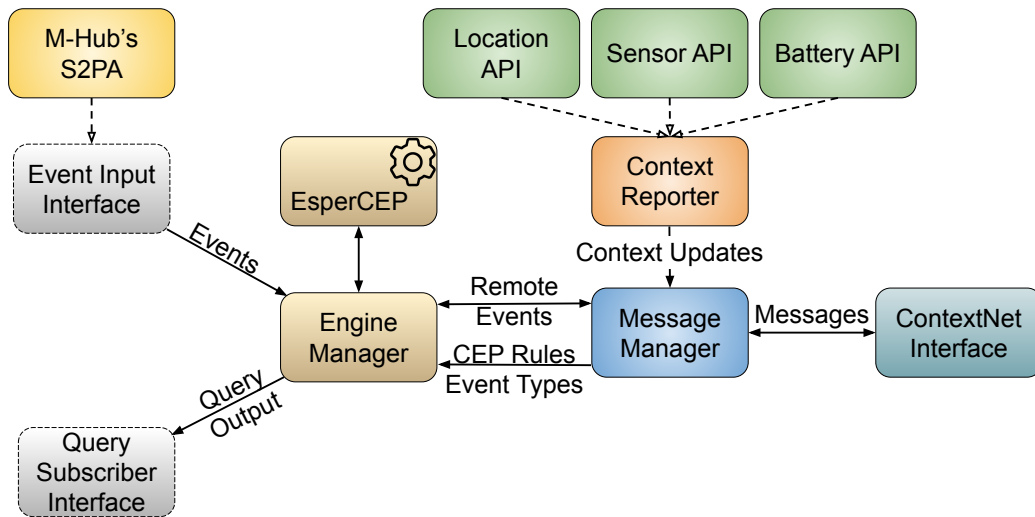 M-Hub's
S2PA
Location
API
Sensor API
Battery API
Event Input
Interface
EsperCEP
Context
Reporter
Events
Context Updates
Engine
Manager
Remote
Events
CEP Rules
Event Types
Message
Manager
Messages
ContextNet
Interface
Query
Output
Query
Subscriber
Interface